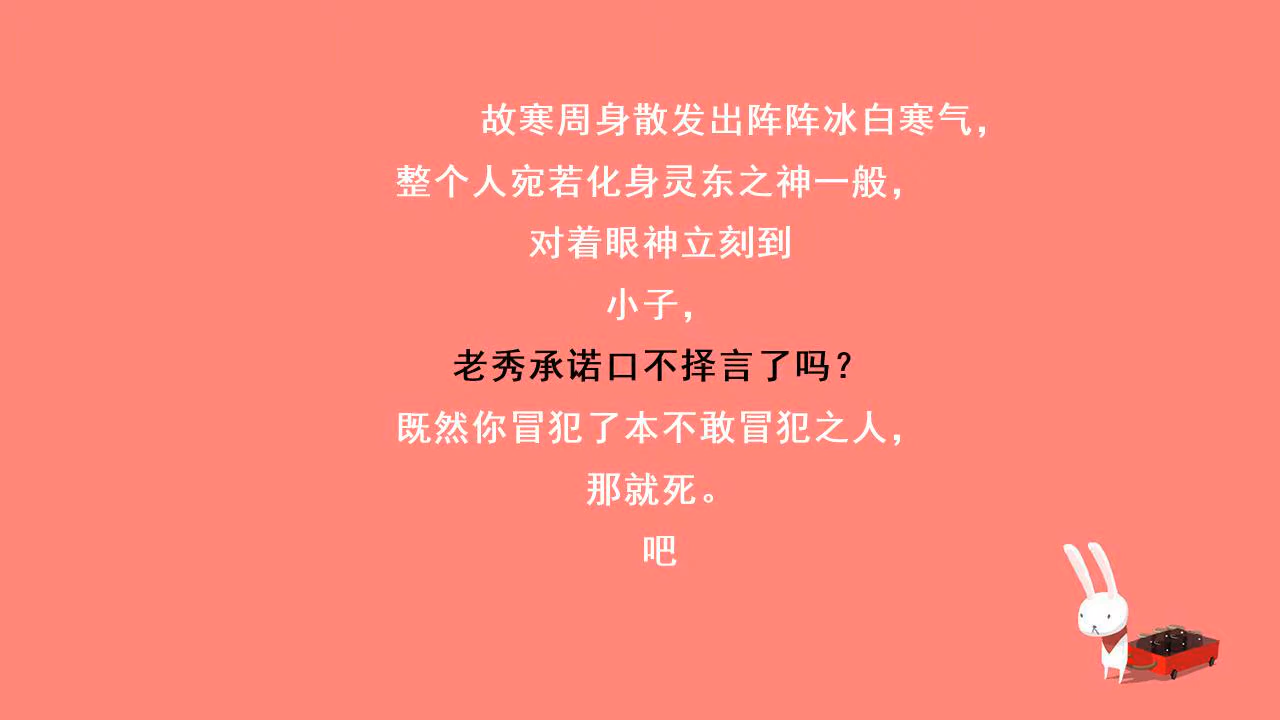 故寒周身散发出阵阵冰白寒气，
整个人宛若化身灵东之神一般，
对着眼神立刻到
小子，
老秀承诺口不择言了吗？
既然你冒犯了本不敢冒犯之人，
那就死。
吧